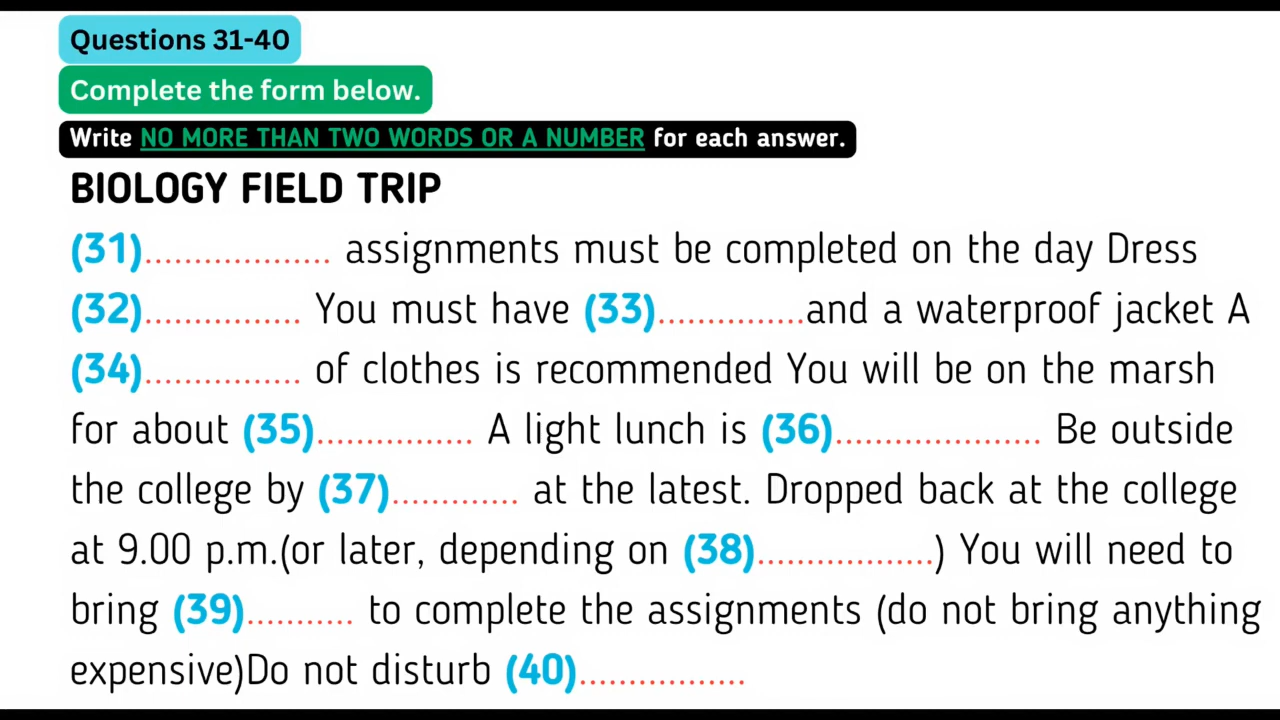 Questions 31-40
Complete the form below.
Write NO MORE THAN TWO WORDS OR A NUMBER for each answer.
BIOLOGY FIELD TRIP
(31)................... assignments must be completed on the day Dress
(32)................ You must have (33)...............and a waterproof jacket A
(34)................ of clothes is recommended You will be on the marsh
for about (35)................ A light lunch is (36)..................... Be outside
the college by (37)............. at the latest. Dropped back at the college
at 9.00 p.m.(or later, depending on (38)..................) You will need to
bring (39)........... to complete the assignments (do not bring anything
expensive)Do not disturb (40).................